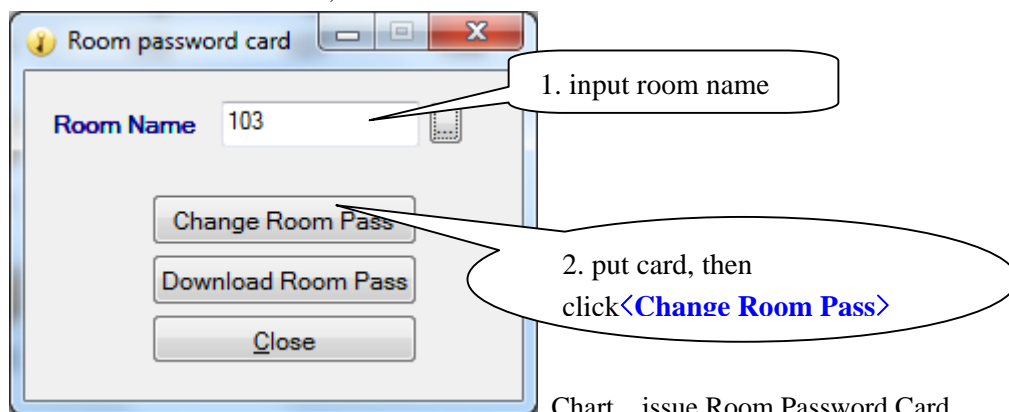 Room password card
1. input room name
Room Name 103
Change Room Pass
2. put card, then
click<Change Room Pass>
Download Room Pass
Close
Chart issue Room Password Card